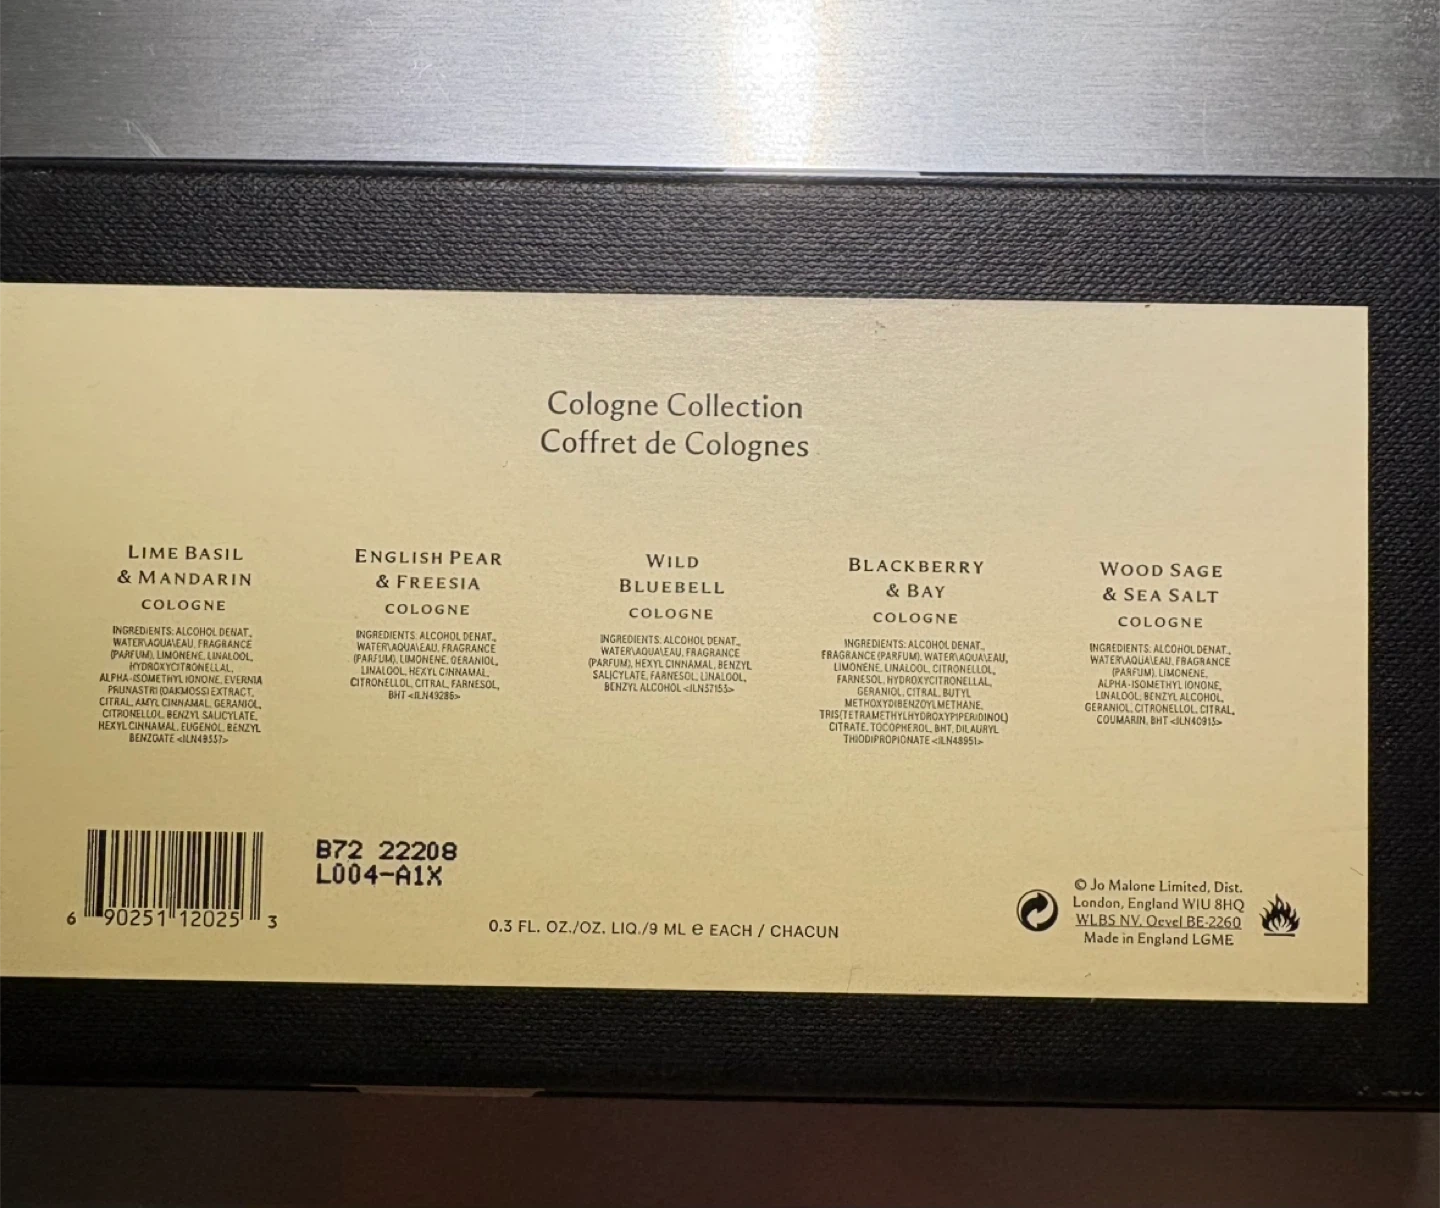 Cologne Collection
Coffret de Colognes
LIME BASIL
& MANDARIN
COLOGNE
INGREDIENTS: ALCOHOL DENAT.,
WATER\AQUA\EAU, FRAGRANCE
(PARFUM), LIMONENE, LINALOOL,
HYDROXYCITRONELLAL,
ALPHA-ISOMETHYL IONONE, EVERNIA
PRUNASTRI (OAKMOSS) EXTRACT,
CITRAL, AMYL CINNAMAL, GERANIOL,
CITRONELLOL, BENZYL SALICYLATE,
HEXYL CINNAMAL, EUGENOL, BENZYL
BENZOATE <ILN49557>
ENGLISH PEAR
& FREESIA
COLOGNE
INGREDIENTS: ALCOHOL DENAT.,
WATER\AQUA\EAU, FRAGRANCE
(PARFUM), LIMONENE, GERANIOL,
LINALOOL, HEXYL CINNAMAL,
CITRONELLOL, CITRAL, FARNESOL,
BHT <ILN49286>
WILD
BLUEBELL
COLOGNE
INGREDIENTS: ALCOHOL DENAT.,
WATER\AQUA\EAU, FRAGRANCE
(PARFUM), HEXYL CINNAMAL, BENZYL
SALICYLATE, FARNESOL, LINALOOL,
BENZYL ALCOHOL <ILN57155>
BLACKBERRY
& BAY
COLOGNE
INGREDIENTS: ALCOHOL DENAT.,
FRAGRANCE (PARFUM), WATER\AQUA\EAU,
LIMONENE, LINALOOL, CITRONELLOL,
FARNESOL, HYDROXYCITRONELLAL,
GERANIOL, CITRAL, BUTYL
METHOXYDIBENZOYLMETHANE,
TRIS(TETRAMETHYLHYDROXYPIPERIDINOL)
CITRATE, TOCOPHEROL, BHT, DILAURYL
THIODIPROPIONATE <ILN48951>
WOOD SAGE
& SEA SALT
COLOGNE
INGREDIENTS: ALCOHOL DENAT.,
WATER\AQUA\EAU, FRAGRANCE
(PARFUM), LIMONENE,
ALPHA-ISOMETHYL IONONE,
LINALOOL, BENZYL ALCOHOL,
GERANIOL, CITRONELLOL, CITRAL,
COUMARIN, BHT <ILN40915>
B72 22208
L004-A1X
6 90251 12025 3
0.3 FL. OZ./OZ. LIQ./9 ML e EACH / CHACUN
© Jo Malone Limited, Dist.
London, England W1U 8HQ
WLBS NV, Oevel BE-2260
Made in England LGME